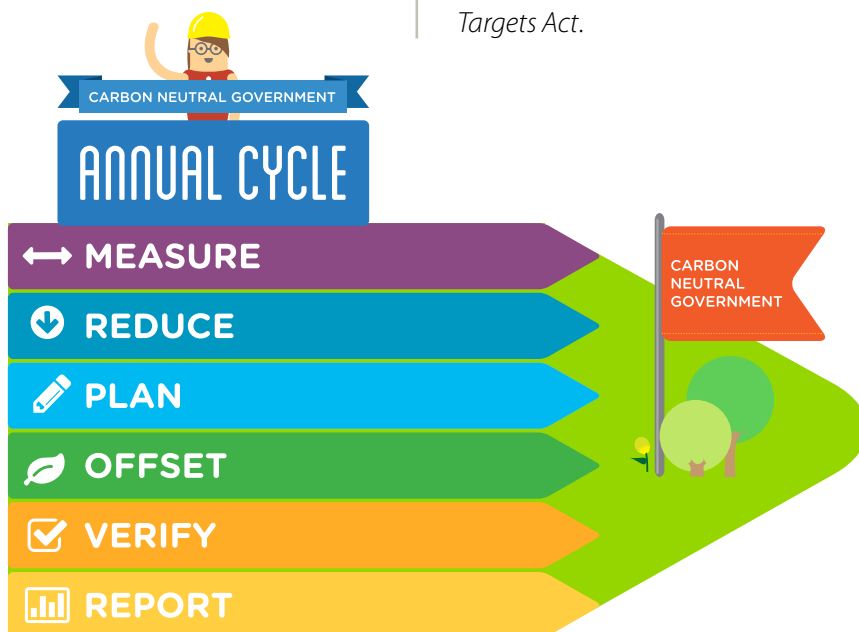 Targets Act.
CARBON NEUTRAL GOVERNMENT
ANNUAL CYCLE
MEASURE
REDUCE
PLAN
OFFSET
VERIFY
REPORT
CARBON
NEUTRAL
GOVERNMENT